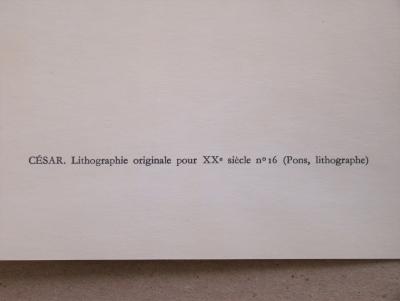 CÉSAR. Lithographie originale pour XXe siècle no 16 (Pons, lithographe)